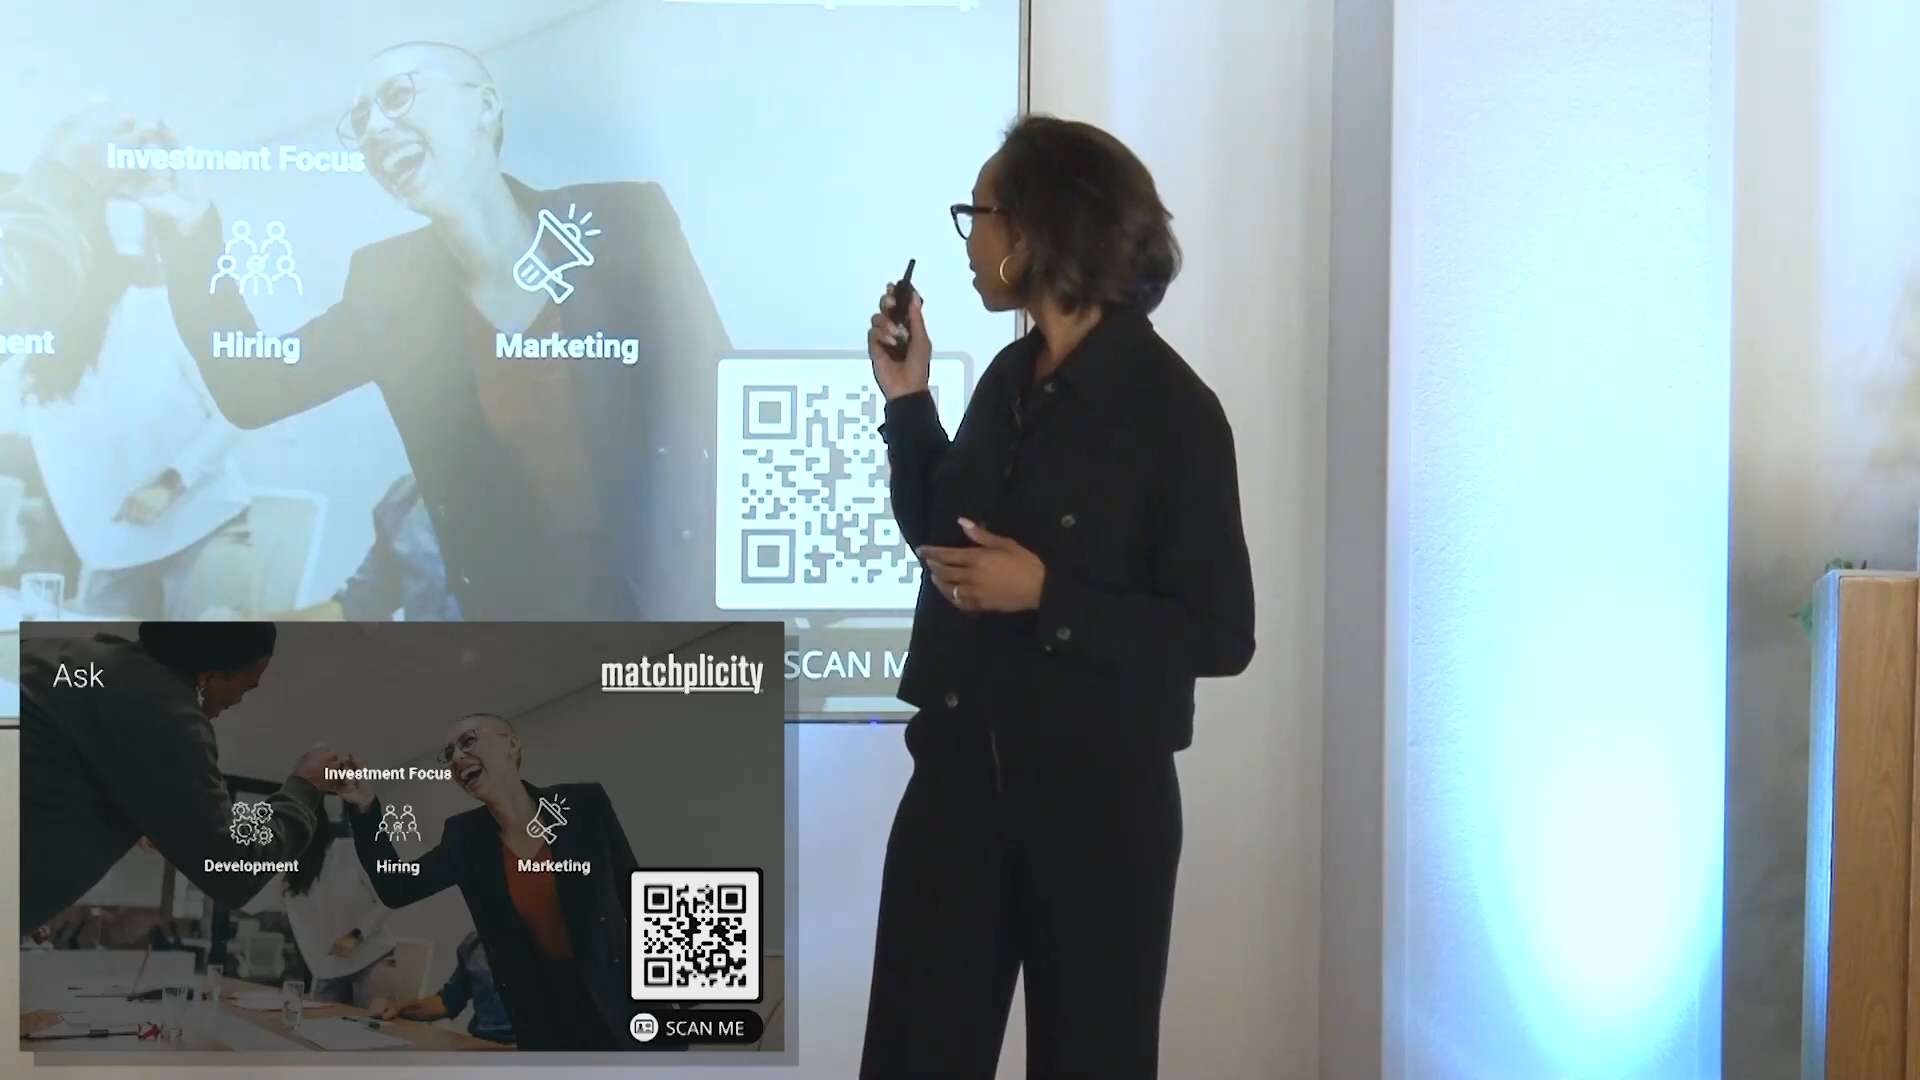 Investment Focus
ent
Hiring
Marketing
SCAN M
Ask
matchplicity
Investment Focus
Development
Hiring
Marketing
SCAN ME